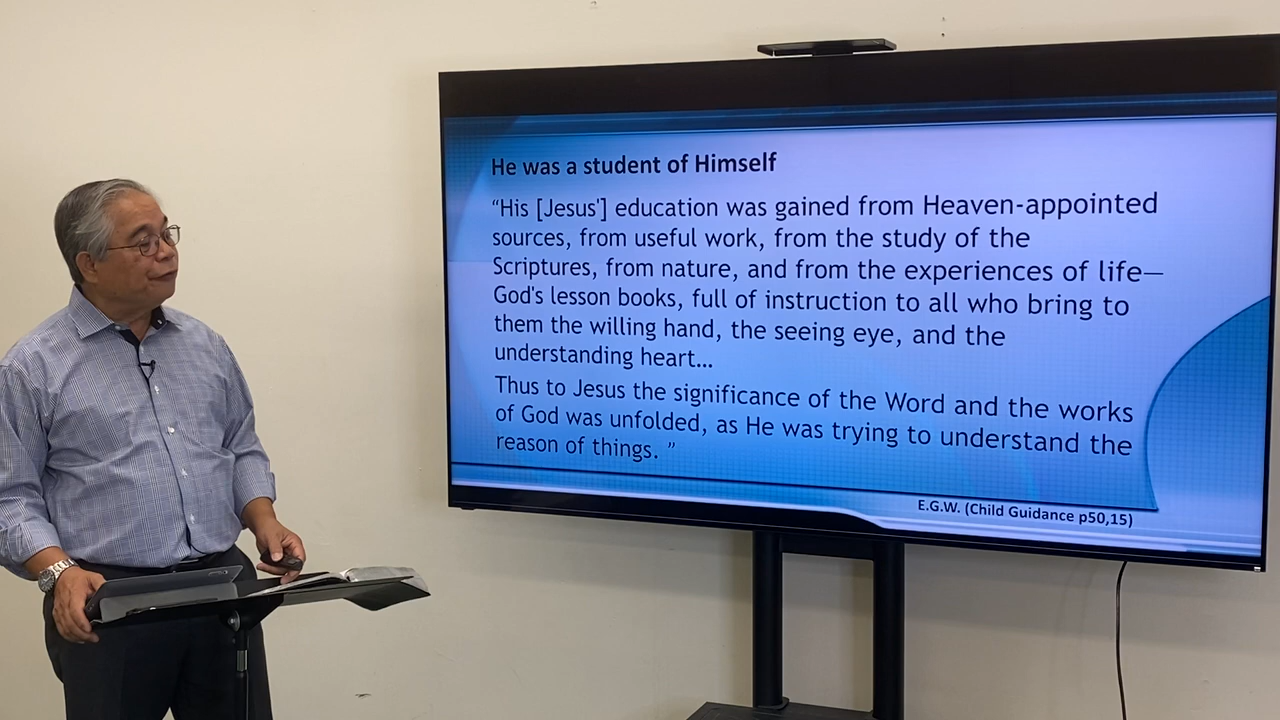 He was a student of Himself
“His [Jesus'] education was gained from Heaven-appointed
sources, from useful work, from the study of the
Scriptures, from nature, and from the experiences of life—
God's lesson books, full of instruction to all who bring to
them the willing hand, the seeing eye, and the
understanding heart…
Thus to Jesus the significance of the Word and the works
of God was unfolded, as He was trying to understand the
reason of things. ”
E.G.W. (Child Guidance p50,15)